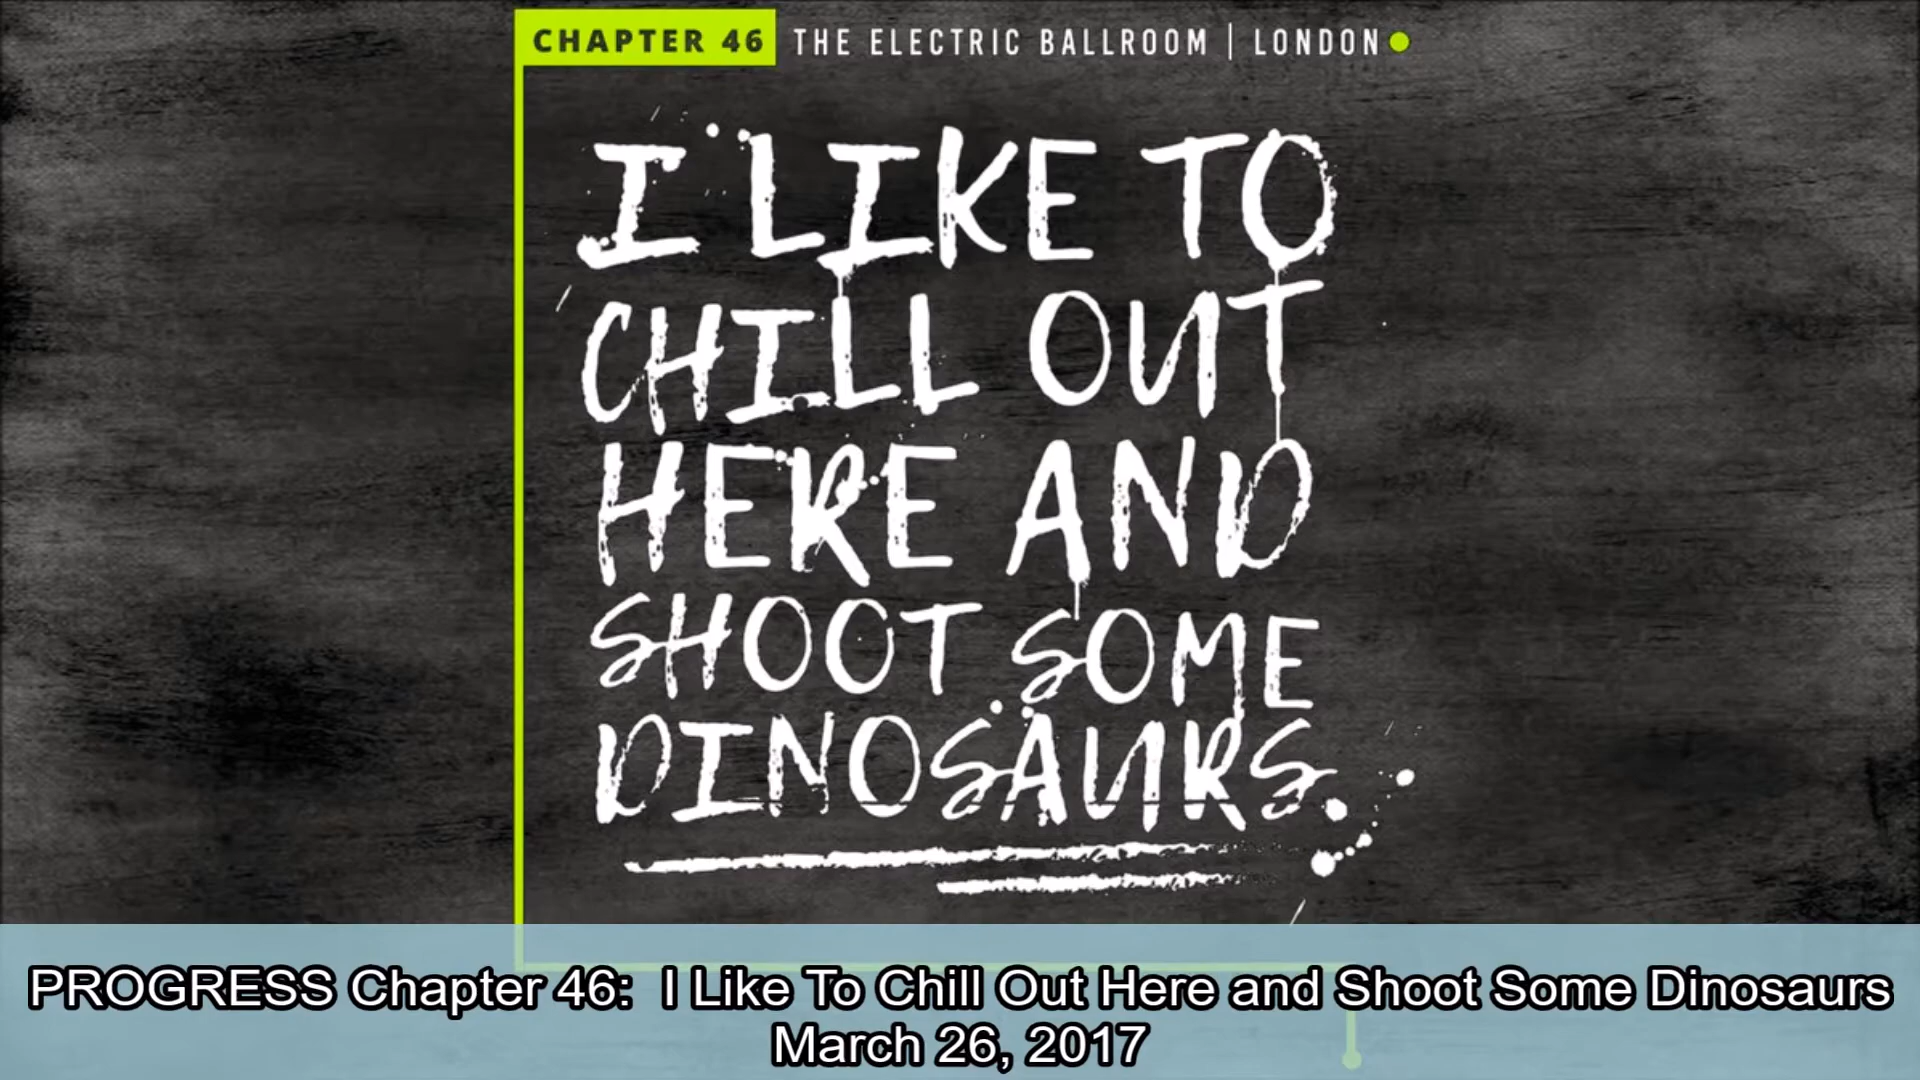 CHAPTER 46 THE ELECTRIC BALLROOM | LONDON
I LIKE TO
CHILL OUT
HERE AND
SHOOT SOME
DINOSAURS.
PROGRESS Chapter 46:  I Like To Chill Out Here and Shoot Some Dinosaurs
March 26, 2017